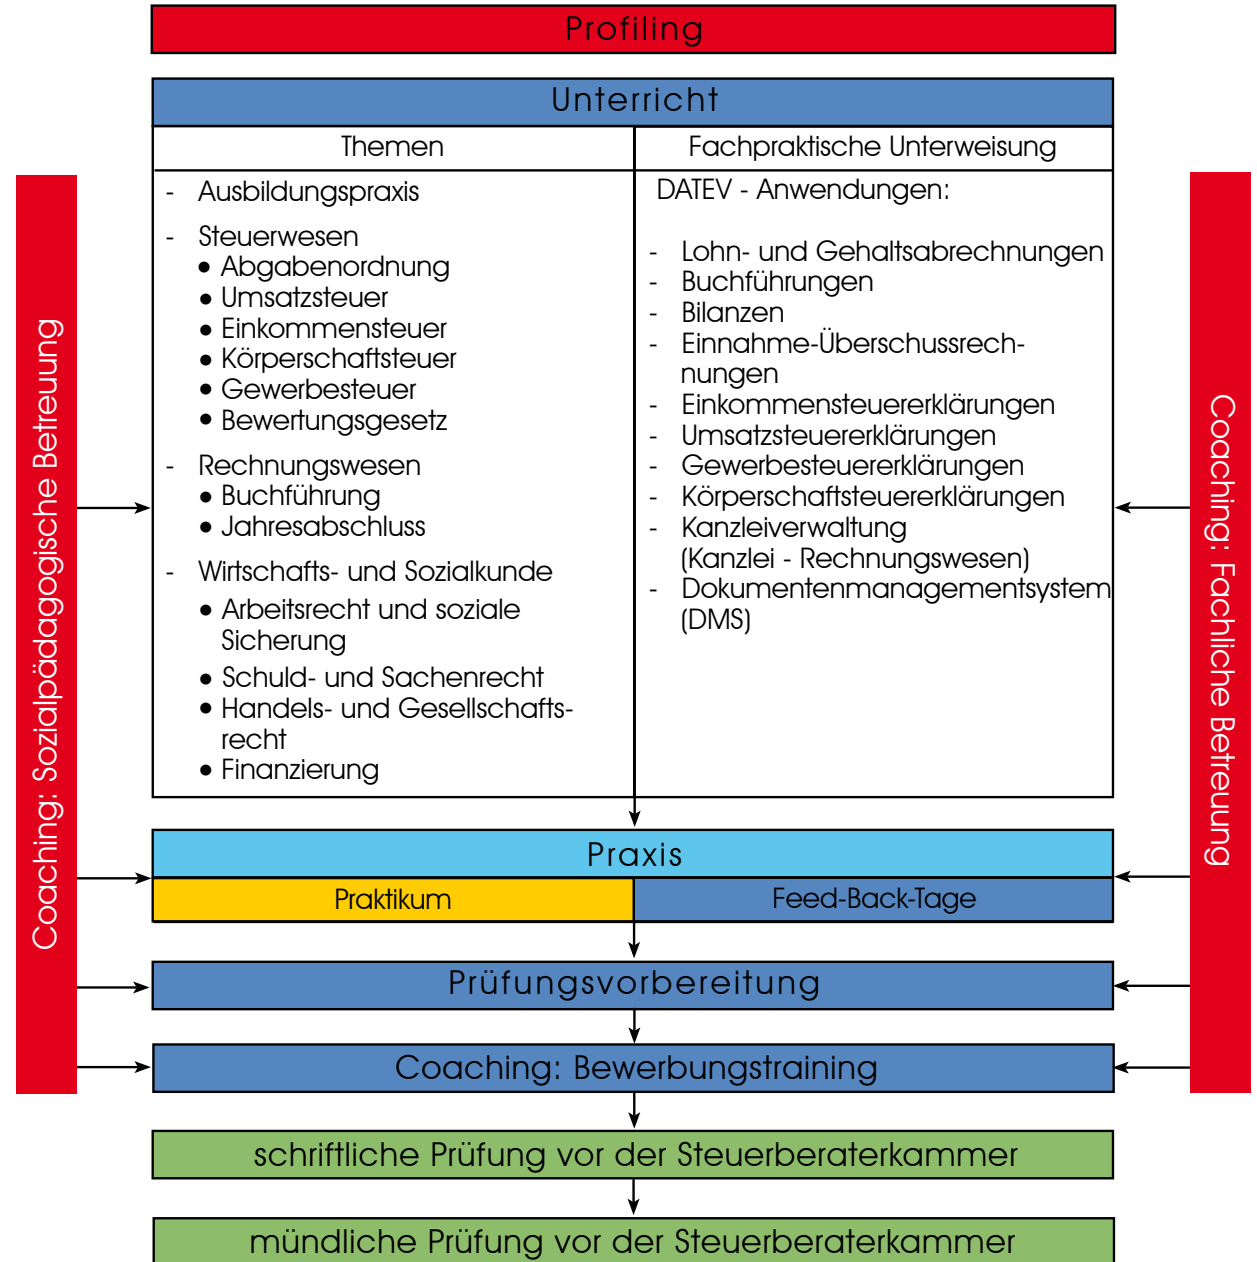 Profiling
Unterricht
Themen
Fachpraktische Unterweisung
- Ausbildungspraxis
- Steuerwesen
● Abgabenordnung
● Umsatzsteuer
● Einkommensteuer
● Körperschaftsteuer
● Gewerbesteuer
● Bewertungsgesetz
- Rechnungswesen
● Buchführung
● Jahresabschluss
- Wirtschafts- und Sozialkunde
● Arbeitsrecht und soziale
Sicherung
● Schuld- und Sachenrecht
● Handels- und Gesellschafts-
recht
● Finanzierung
DATEV - Anwendungen:
- Lohn- und Gehaltsabrechnungen
- Buchführungen
- Bilanzen
- Einnahme-Überschussrech-
nungen
- Einkommensteuererklärungen
- Umsatzsteuererklärungen
- Gewerbesteuererklärungen
- Körperschaftsteuererklärungen
- Kanzleiverwaltung
(Kanzlei - Rechnungswesen)
- Dokumentenmanagementsystem
(DMS)
Coaching: Sozialpädagogische Betreuung
Coaching: Fachliche Betreuung
Praxis
Praktikum
Feed-Back-Tage
Prüfungsvorbereitung
Coaching: Bewerbungstraining
schriftliche Prüfung vor der Steuerberaterkammer
mündliche Prüfung vor der Steuerberaterkammer